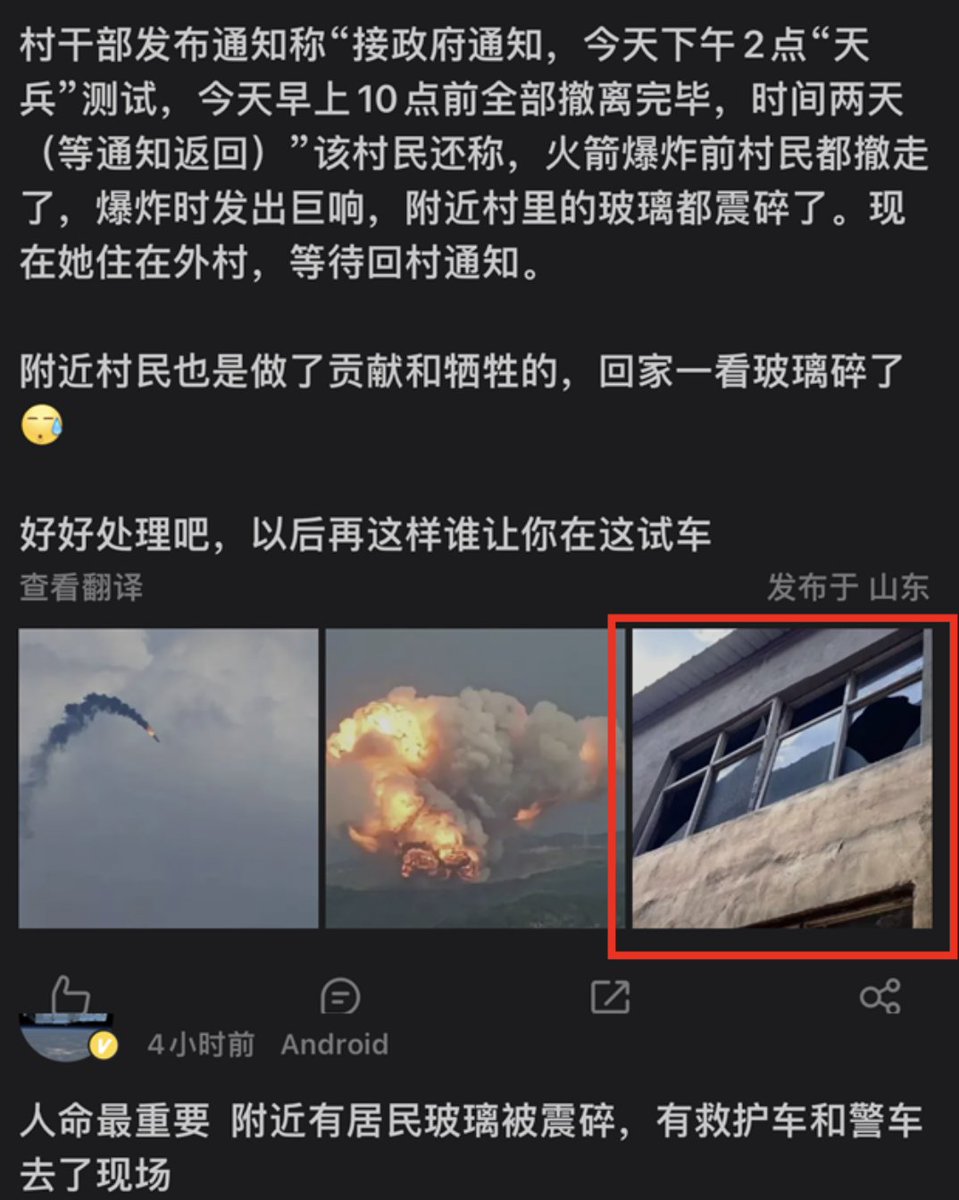 村干部发布通知称“接政府通知，今天下午2点“天
兵”测试，今天早上10点前全部撤离完毕，时间两天
（等通知返回）”该村民还称，火箭爆炸前村民都撤走
了，爆炸时发出巨响，附近村里的玻璃都震碎了。现
在她住在外村，等待回村通知。
附近村民也是做了贡献和牺牲的，回家一看玻璃碎了
好好处理吧，以后再这样谁让你在这试车
查看翻译
发布于 山东
4小时前 Android
人命最重要 附近有居民玻璃被震碎，有救护车和警车
去了现场